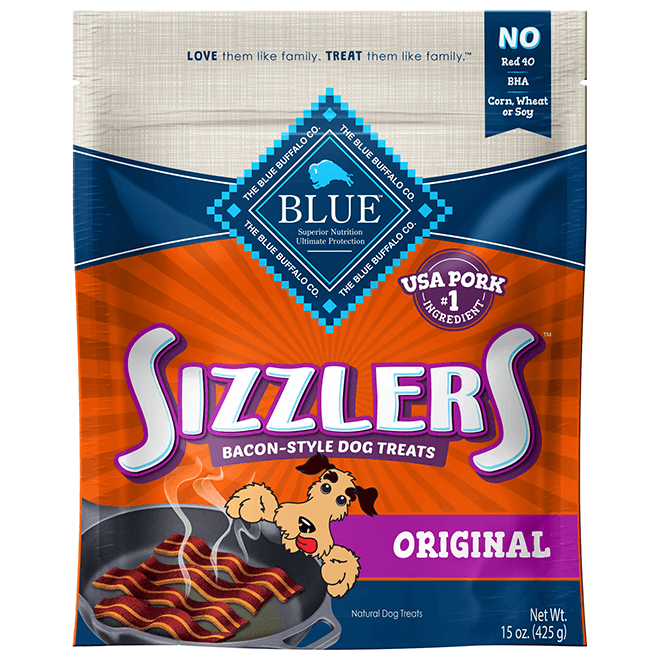 LOVE them like family. TREAT them like family.™
NO
Red 40
BHA
Corn, Wheat
or Soy
THE BLUE BUFFALO CO.
THE BLUE BUFFALO CO.
BLUE™
Superior Nutrition
Ultimate Protection
THE BLUE BUFFALO CO.
THE BLUE BUFFALO CO.
USA PORK
#1
INGREDIENT
SIZZLERS™
BACON-STYLE DOG TREATS
ORIGINAL
Natural Dog Treats
Net Wt.
15 oz. (425 g)